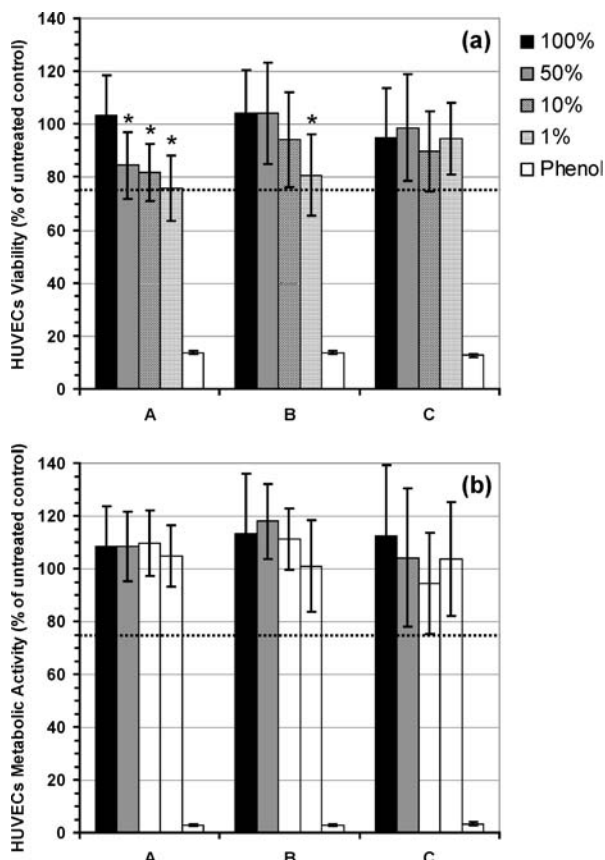 HUVECs Viability (% of untreated control)
140
120
100
80
60
40
20
0
(a)
*
*
*
*
A
B
C
100%
50%
10%
1%
Phenol
HUVECs Metabolic Activity (% of untreated control)
140
120
100
80
60
40
20
0
(b)
A
B
C